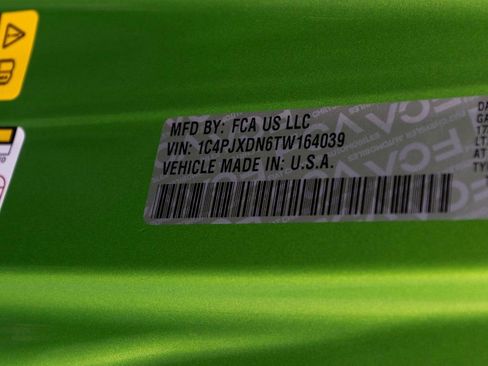 MFD BY: FCA US LLC
VIN: 1C4PJXDN6TW164039
VEHICLE MADE IN: U.S.A.